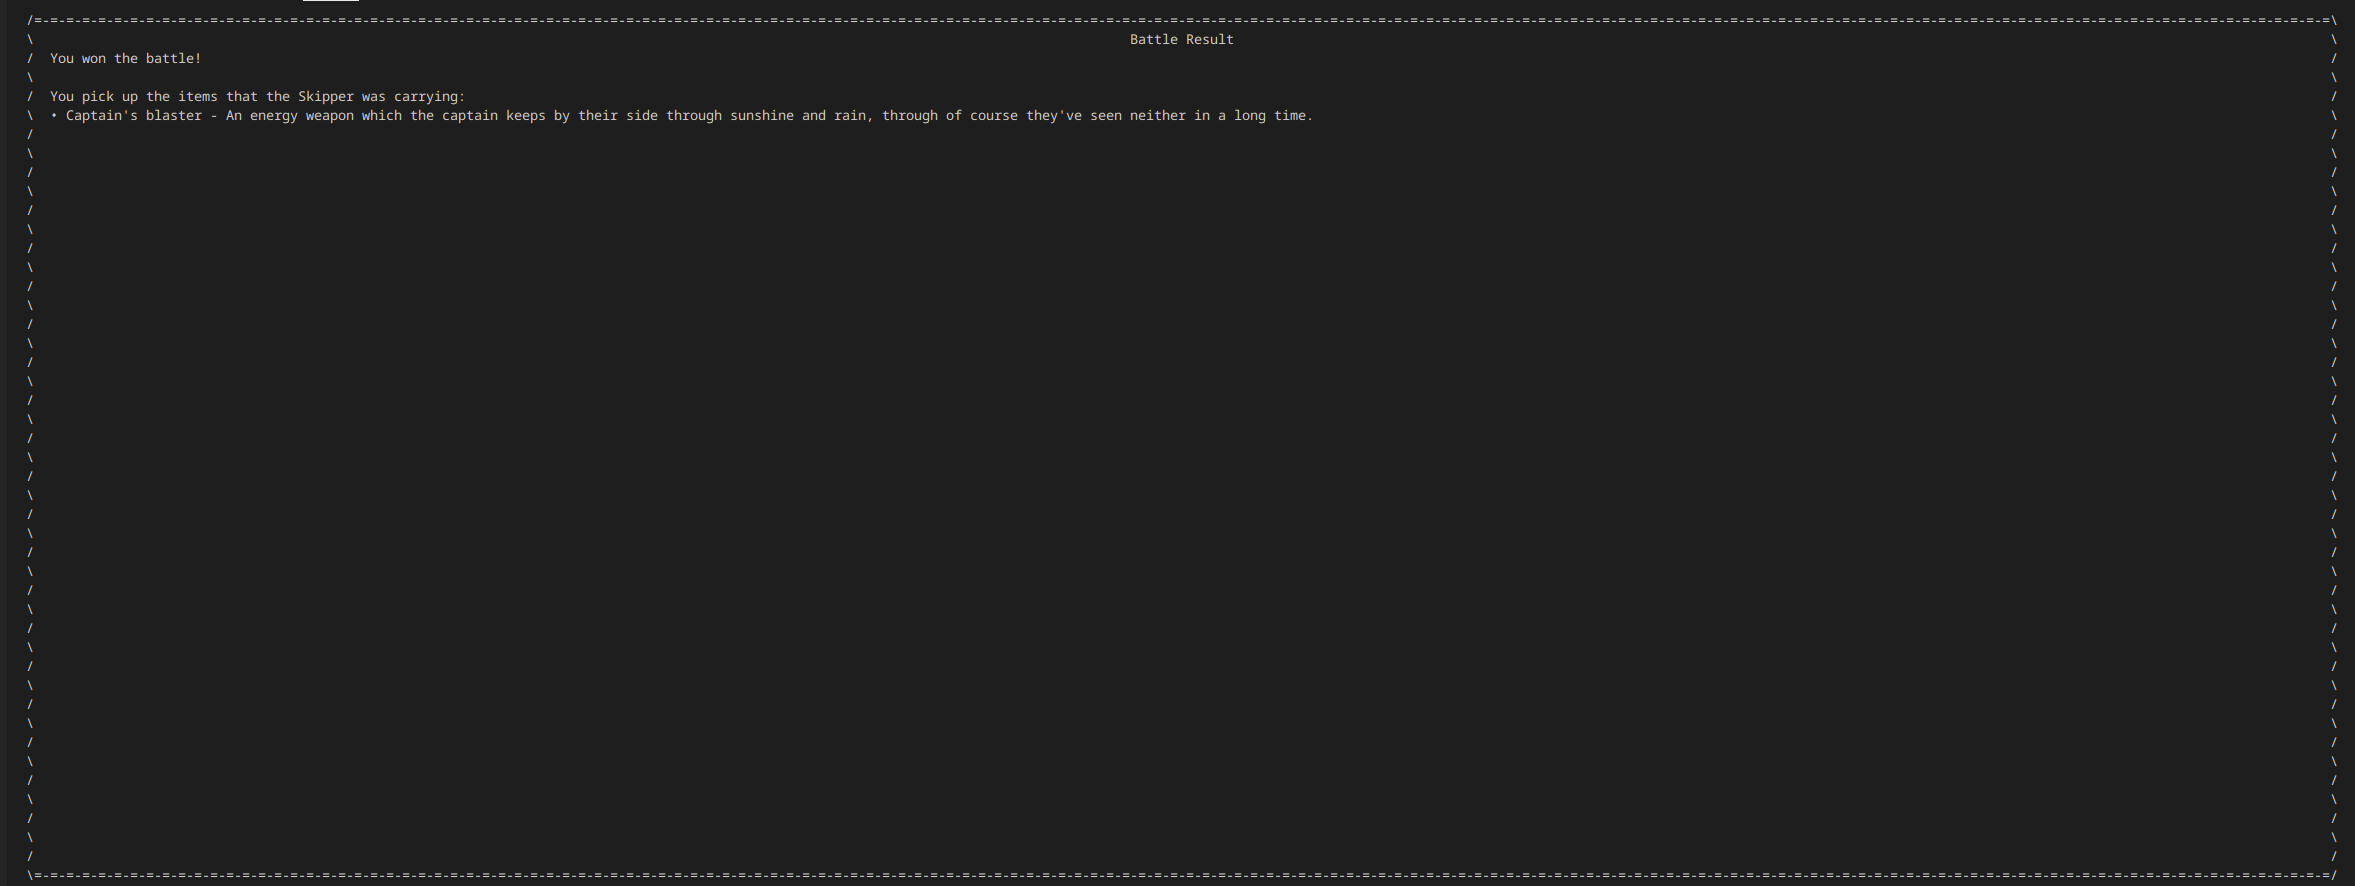 Battle Result
You won the battle!
You pick up the items that the Skipper was carrying:
• Captain's blaster - An energy weapon which the captain keeps by their side through sunshine and rain, through of course they've seen neither in a long time.